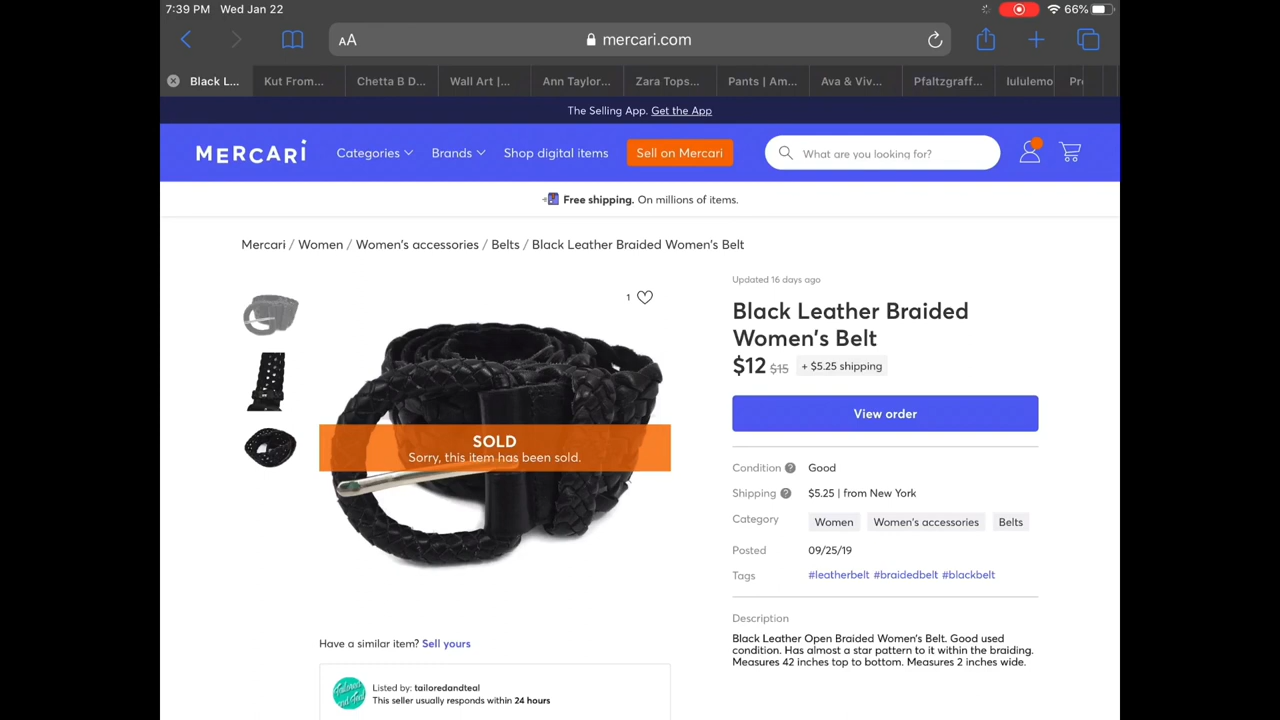 7:39 PM Wed Jan 22
66%
AA
mercari.com
Black L...
Kut From...
Chetta B D...
Wall Art |...
Ann Taylor...
Zara Tops...
Pants | Am...
Ava & Viv...
Pfaltzgraff...
lululemo
The Selling App. Get the App
MERCARI
Categories
Brands
Shop digital items
Sell on Mercari
What are you looking for?
Free shipping. On millions of items.
Mercari / Women / Women's accessories / Belts / Black Leather Braided Women's Belt
1
SOLD
Sorry, this item has been sold.
Updated 16 days ago
Black Leather Braided
Women's Belt
$12 $15 + $5.25 shipping
View order
Condition ? Good
Shipping ? $5.25 | from New York
Category Women Women's accessories Belts
Posted 09/25/19
Tags #leatherbelt #braidedbelt #blackbelt
Description
Black Leather Open Braided Women's Belt. Good used
condition. Has almost a star pattern to it within the braiding.
Measures 42 inches top to bottom. Measures 2 inches wide.
Have a similar item? Sell yours
Tailored
and Teal
Listed by: tailoredandteal
This seller usually responds within 24 hours